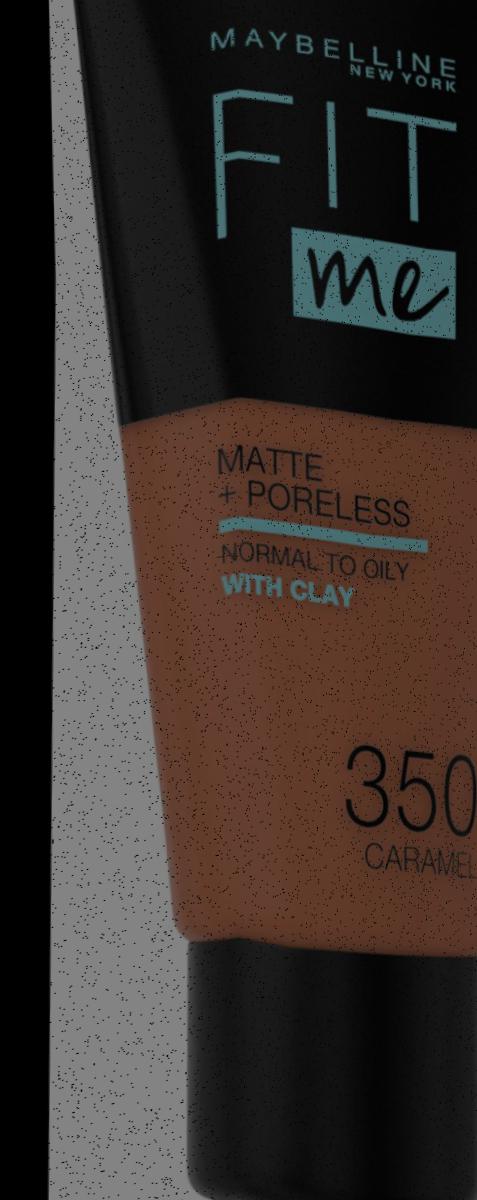 MAYBELLINE
NEW YORK
FIT
me
MATTE
+ PORELESS
NORMAL TO OILY
WITH CLAY
350
CARAMEL